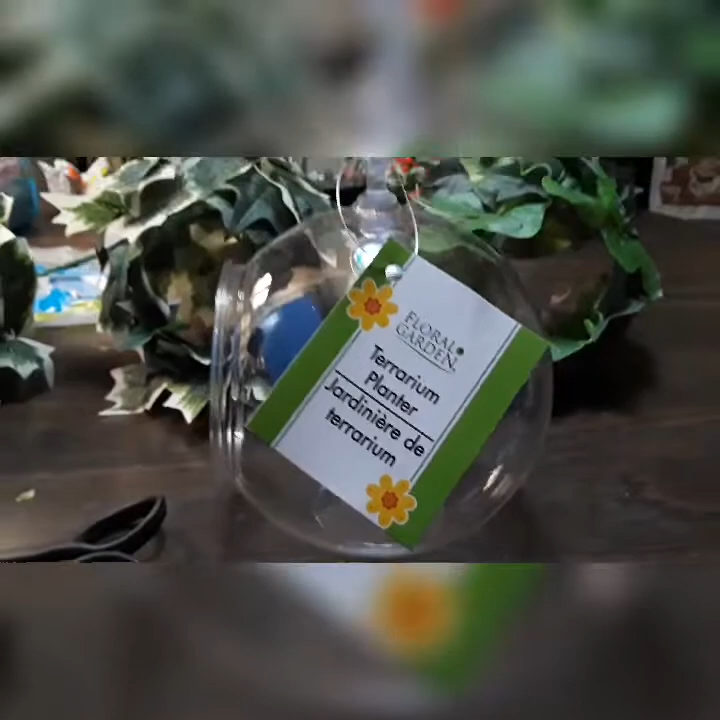 FLORAL
GARDEN
Terrarium
Planter
Jardinière de
terrarium